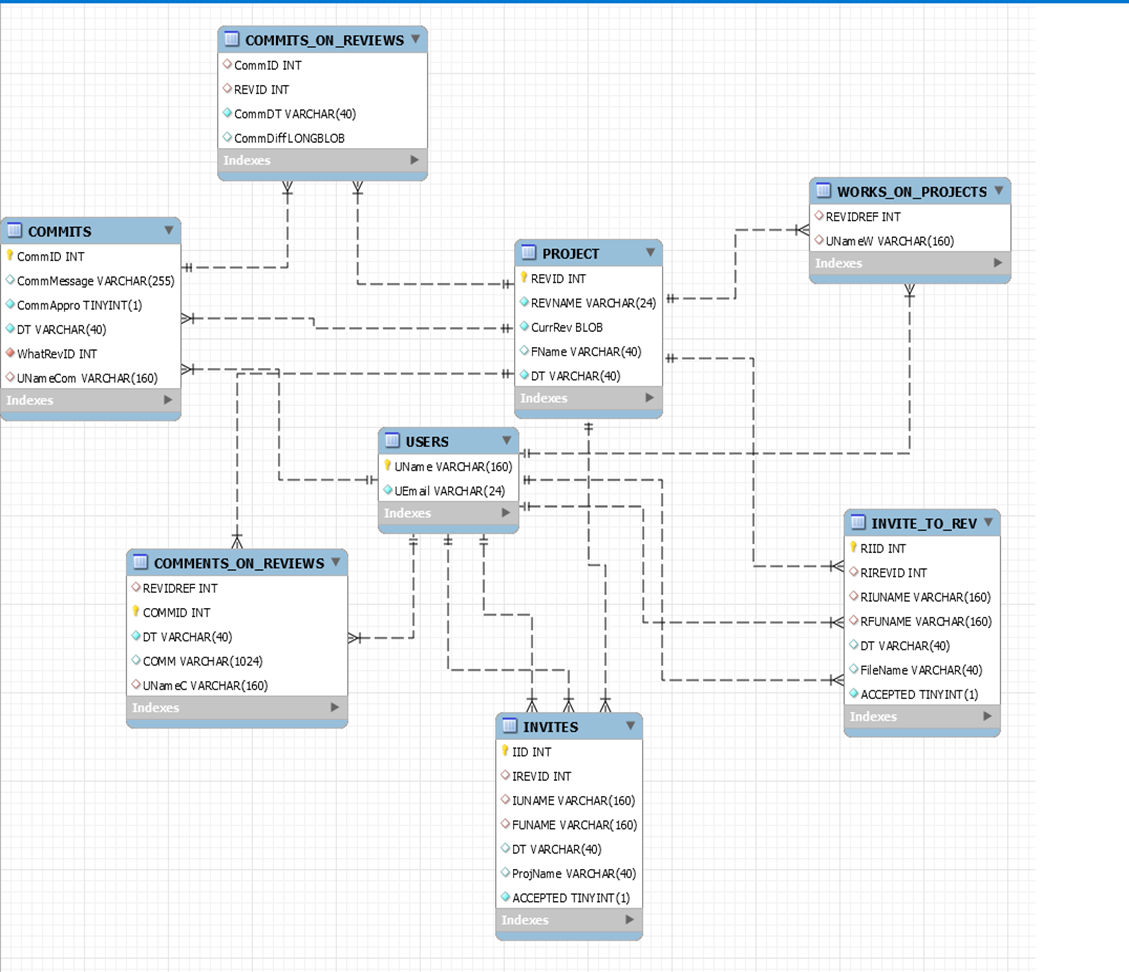 COMMITS_ON_REVIEWS
CommID INT
REVID INT
CommDT VARCHAR(40)
CommDiff LONGBLOB
Indexes
WORKS_ON_PROJECTS
REVIDREF INT
UNameW VARCHAR(160)
Indexes
COMMITS
CommID INT
CommMessage VARCHAR(255)
CommAppro TINYINT(1)
DT VARCHAR(40)
WhatRevID INT
UNameCom VARCHAR(160)
Indexes
PROJECT
REVID INT
REVNAME VARCHAR(24)
CurrRev BLOB
FName VARCHAR(40)
DT VARCHAR(40)
Indexes
USERS
UName VARCHAR(160)
UEmail VARCHAR(24)
Indexes
INVITE_TO_REV
RIID INT
RIREVID INT
RIUNAME VARCHAR(160)
RFUNAME VARCHAR(160)
DT VARCHAR(40)
FileName VARCHAR(40)
ACCEPTED TINYINT(1)
Indexes
COMMENTS_ON_REVIEWS
REVIDREF INT
COMMID INT
DT VARCHAR(40)
COMM VARCHAR(1024)
UNameC VARCHAR(160)
Indexes
INVITES
IID INT
IREVID INT
IUNAME VARCHAR(160)
FUNAME VARCHAR(160)
DT VARCHAR(40)
ProjName VARCHAR(40)
ACCEPTED TINYINT(1)
Indexes